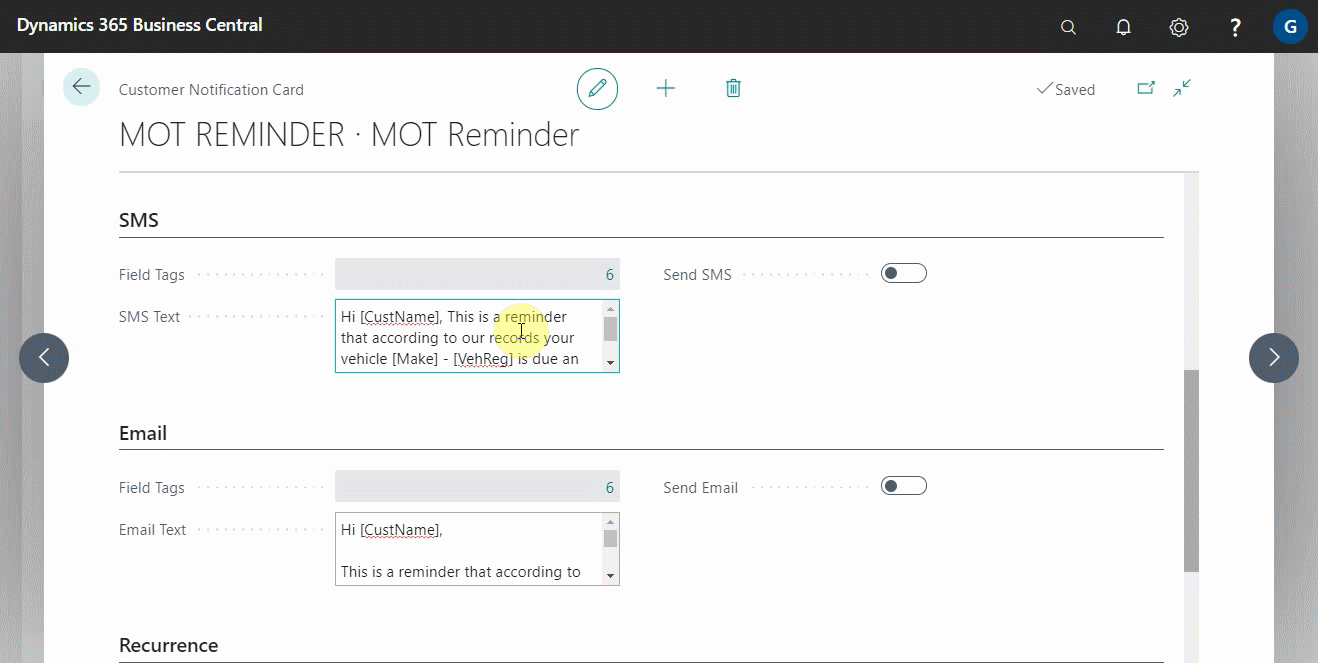 Dynamics 365 Business Central
?
G
Customer Notification Card
Saved
MOT REMINDER · MOT Reminder
SMS
Field Tags
6
Send SMS
SMS Text
Hi [CustName], This is a reminder
that according to our records your
vehicle [Make] - [VehReg] is due an
Email
Field Tags
6
Send Email
Email Text
Hi [CustName],
This is a reminder that according to
Recurrence